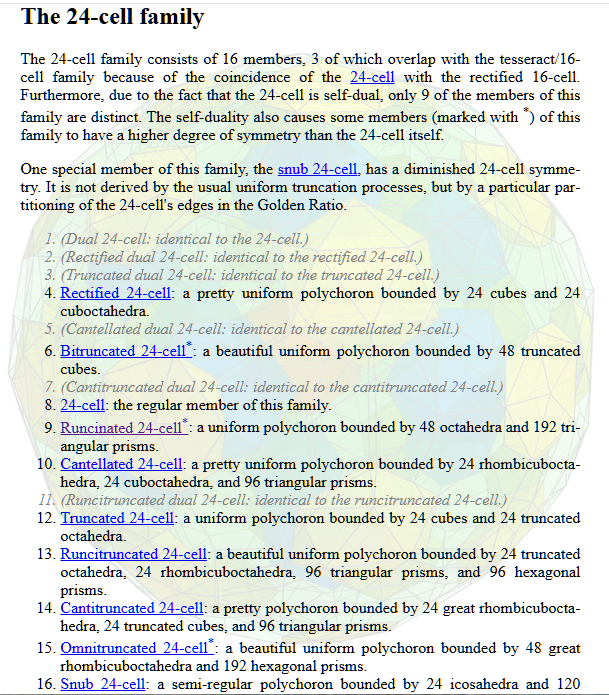 The 24-cell family
The 24-cell family consists of 16 members, 3 of which overlap with the tesseract/16-
cell family because of the coincidence of the 24-cell with the rectified 16-cell.
Furthermore, due to the fact that the 24-cell is self-dual, only 9 of the members of this
family are distinct. The self-duality also causes some members (marked with *) of this
family to have a higher degree of symmetry than the 24-cell itself.
One special member of this family, the snub 24-cell, has a diminished 24-cell symme-
try. It is not derived by the usual uniform truncation processes, but by a particular par-
titioning of the 24-cell's edges in the Golden Ratio.
1. (Dual 24-cell: identical to the 24-cell.)
2. (Rectified dual 24-cell: identical to the rectified 24-cell.)
3. (Truncated dual 24-cell: identical to the truncated 24-cell.)
4. Rectified 24-cell: a pretty uniform polychoron bounded by 24 cubes and 24
cuboctahedra.
5. (Cantellated dual 24-cell: identical to the cantellated 24-cell.)
6. Bitruncated 24-cell*: a beautiful uniform polychoron bounded by 48 truncated
cubes.
7. (Cantitruncated dual 24-cell: identical to the cantitruncated 24-cell.)
8. 24-cell: the regular member of this family.
9. Runcinated 24-cell*: a uniform polychoron bounded by 48 octahedra and 192 tri-
angular prisms.
10. Cantellated 24-cell: a pretty uniform polychoron bounded by 24 rhombicubocta-
hedra, 24 cuboctahedra, and 96 triangular prisms.
11. (Runcitruncated dual 24-cell: identical to the runcitruncated 24-cell.)
12. Truncated 24-cell: a uniform polychoron bounded by 24 cubes and 24 truncated
octahedra.
13. Runcitruncated 24-cell: a beautiful uniform polychoron bounded by 24 truncated
octahedra, 24 rhombicuboctahedra, 96 triangular prisms, and 96 hexagonal
prisms.
14. Cantitruncated 24-cell: a pretty polychoron bounded by 24 great rhombicubocta-
hedra, 24 truncated cubes, and 96 triangular prisms.
15. Omnitruncated 24-cell*: a beautiful uniform polychoron bounded by 48 great
rhombicuboctahedra and 192 hexagonal prisms.
16. Snub 24-cell: a semi-regular polychoron bounded by 24 icosahedra and 120